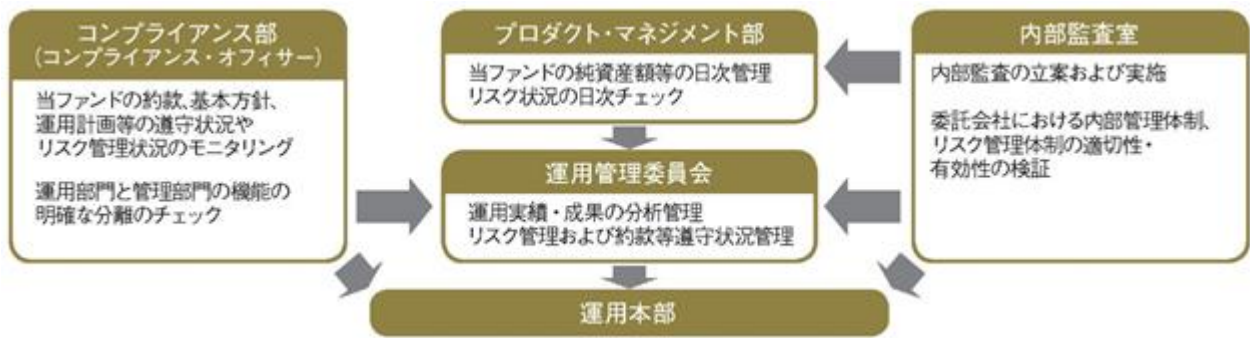 コンプライアンス部
(コンプライアンス・オフィサー)
当ファンドの約款、基本方針、
運用計画等の遵守状況や
リスク管理状況のモニタリング
運用部門と管理部門の機能の
明確な分離のチェック
プロダクト・マネジメント部
当ファンドの純資産額等の日次管理
リスク状況の日次チェック
運用管理委員会
運用実績・成果の分析管理
リスク管理および約款等遵守状況管理
内部監査室
内部監査の立案および実施
委託会社における内部管理体制、
リスク管理体制の適切性・
有効性の検証
運用本部